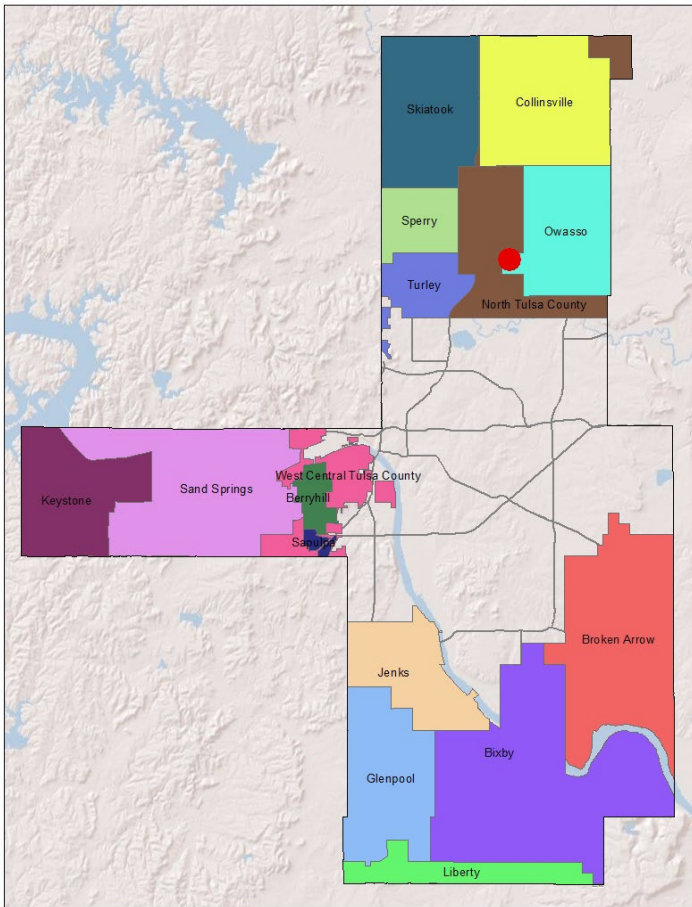 Skiatook
Collinsville
Sperry
Owasso
Turley
North Tulsa County
West Central Tulsa County
Keystone
Sand Springs
Berryhill
Sapulpa
Broken Arrow
Jenks
Bixby
Glenpool
Liberty